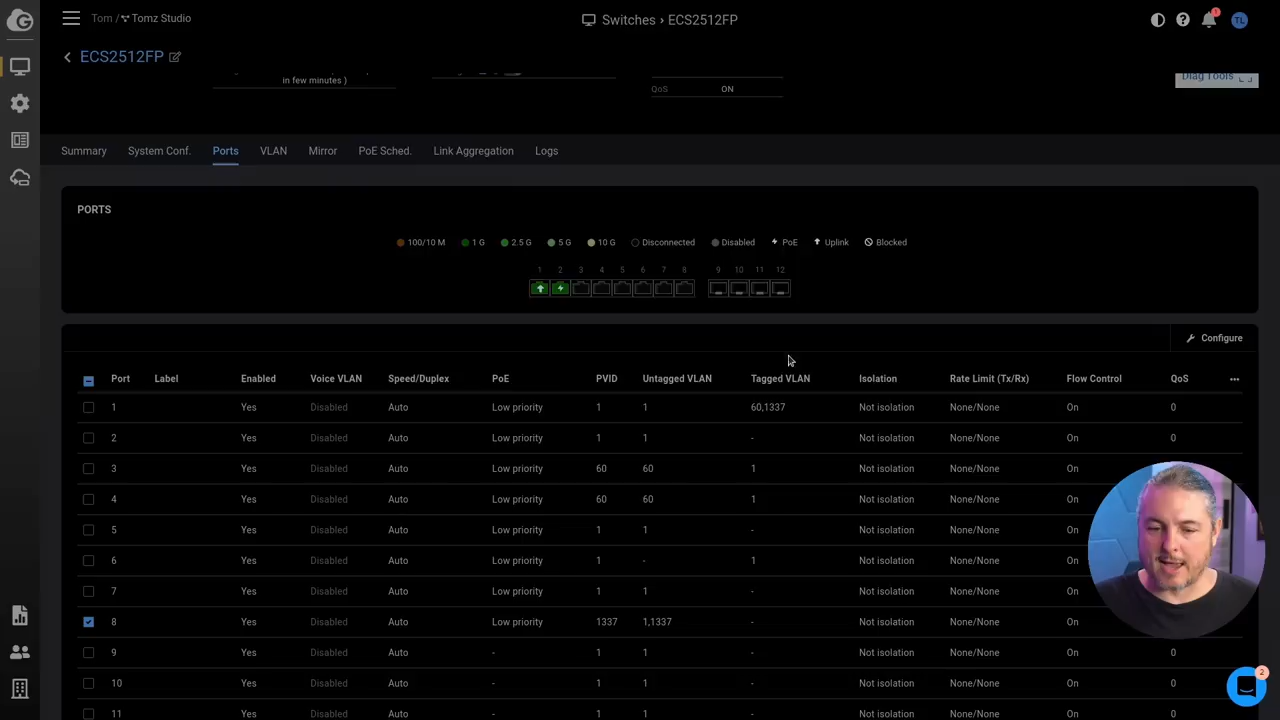 Tom / Tomz Studio
Switches › ECS2512FP
1
TL
ECS2512FP
in few minutes )
QoS ON
Diag Tools
Summary System Conf. Ports VLAN Mirror PoE Sched. Link Aggregation Logs
PORTS
100/10 M 1 G 2.5 G 5 G 10 G Disconnected Disabled PoE Uplink Blocked
1 2 3 4 5 6 7 8 9 10 11 12
Configure
Port Label Enabled Voice VLAN Speed/Duplex PoE PVID Untagged VLAN Tagged VLAN Isolation Rate Limit (Tx/Rx) Flow Control QoS ...
1 Yes Disabled Auto Low priority 1 1 60,1337 Not isolation None/None On 0
2 Yes Disabled Auto Low priority 1 1 - Not isolation None/None On 0
3 Yes Disabled Auto Low priority 60 60 1 Not isolation None/None On
4 Yes Disabled Auto Low priority 60 60 1 Not isolation None/None On
5 Yes Disabled Auto Low priority 1 1 - Not isolation None/None On
6 Yes Disabled Auto Low priority 1 - 1 Not isolation None/None On
7 Yes Disabled Auto Low priority 1 1 - Not isolation None/None On
8 Yes Disabled Auto Low priority 1337 1,1337 - Not isolation None/None On
9 Yes Disabled Auto - 1 1 - Not isolation None/None On 0
10 Yes Disabled Auto - 1 1 - Not isolation None/None On 0
11 Yes Disabled Auto - 1 1 - Not isolation None/None On 0
2